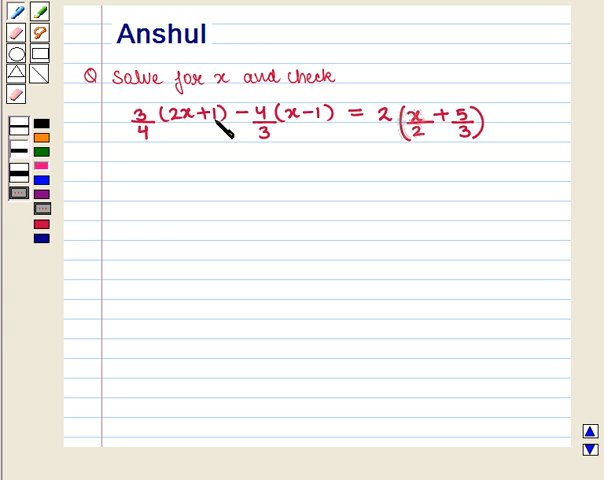 Anshul
Q Solve for x and check
3/4 (2x+1) - 4/3 (x-1) = 2 (x/2 + 5/3)